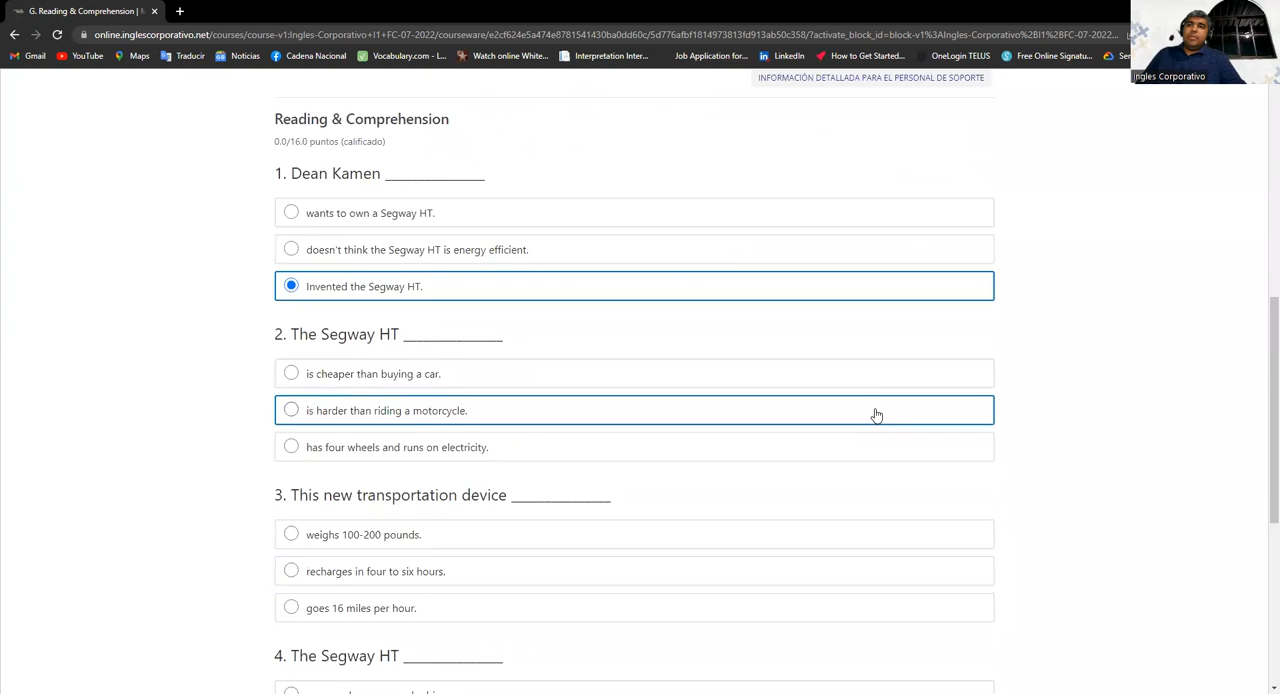 G. Reading & Comprehension |
online.inglescorporativo.net/courses/course-v1:Ingles-Corporativo+I1+FC-07-2022/courseware/e2cf624e5a474e8781541430ba0dd60c/5d776afbf1814973813fd913ab50c358/?activate_block_id=block-v1%3AIngles-Corporativo%2BI1%2BFC-07-2022...
Gmail YouTube Maps Traducir Noticias Cadena Nacional Vocabulary.com - L... Watch online White... Interpretation Inter... Job Application for... LinkedIn How to Get Started... OneLogin TELUS Free Online Signatu... Ser
Ingles Corporativo
INFORMACIÓN DETALLADA PARA EL PERSONAL DE SOPORTE
Reading & Comprehension
0.0/16.0 puntos (calificado)
1. Dean Kamen _______________
wants to own a Segway HT.
doesn't think the Segway HT is energy efficient.
Invented the Segway HT.
2. The Segway HT _______________
is cheaper than buying a car.
is harder than riding a motorcycle.
has four wheels and runs on electricity.
3. This new transportation device _______________
weighs 100-200 pounds.
recharges in four to six hours.
goes 16 miles per hour.
4. The Segway HT _______________